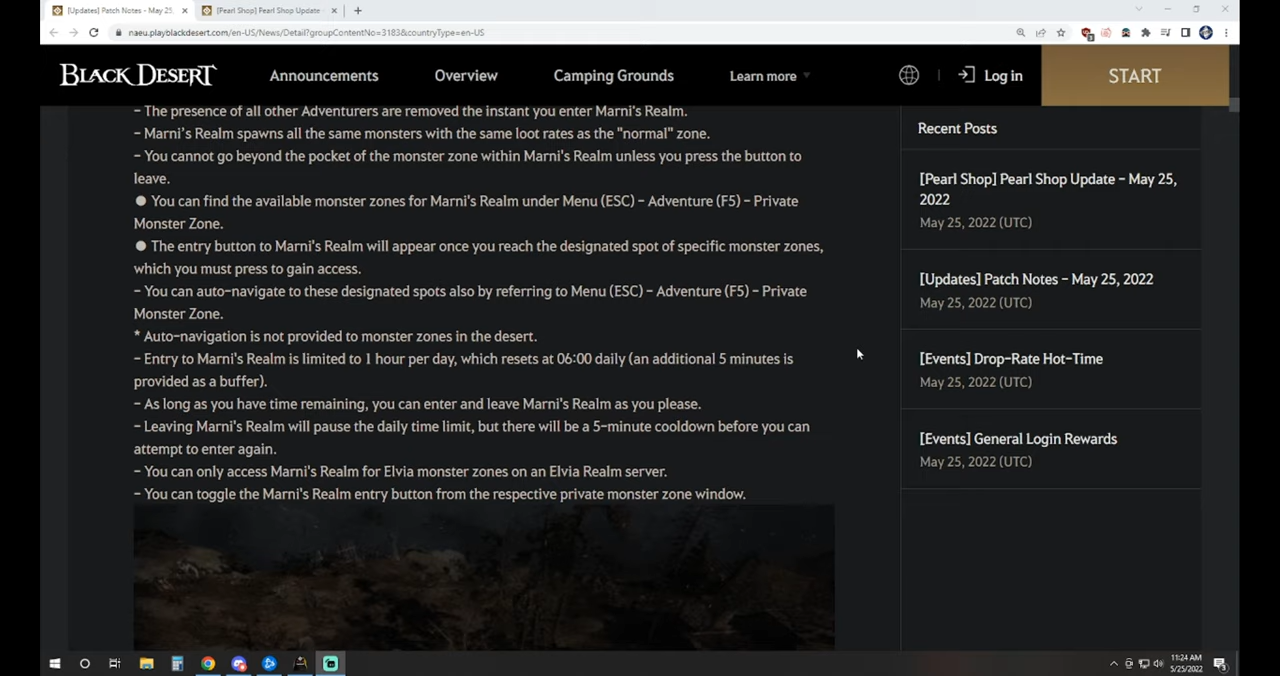 [Updates] Patch Notes - May 25,
[Pearl Shop] Pearl Shop Update
naeu.playblackdesert.com/en-US/News/Detail?groupContentNo=3183&countryType=en-US
BLACK DESERT
Announcements
Overview
Camping Grounds
Learn more
Log in
START
- The presence of all other Adventurers are removed the instant you enter Marni's Realm.
- Marni's Realm spawns all the same monsters with the same loot rates as the "normal" zone.
- You cannot go beyond the pocket of the monster zone within Marni's Realm unless you press the button to
leave.
● You can find the available monster zones for Marni's Realm under Menu (ESC) - Adventure (F5) - Private
Monster Zone.
● The entry button to Marni's Realm will appear once you reach the designated spot of specific monster zones,
which you must press to gain access.
- You can auto-navigate to these designated spots also by referring to Menu (ESC) - Adventure (F5) - Private
Monster Zone.
* Auto-navigation is not provided to monster zones in the desert.
- Entry to Marni's Realm is limited to 1 hour per day, which resets at 06:00 daily (an additional 5 minutes is
provided as a buffer).
- As long as you have time remaining, you can enter and leave Marni's Realm as you please.
- Leaving Marni's Realm will pause the daily time limit, but there will be a 5-minute cooldown before you can
attempt to enter again.
- You can only access Marni's Realm for Elvia monster zones on an Elvia Realm server.
- You can toggle the Marni's Realm entry button from the respective private monster zone window.
Recent Posts
[Pearl Shop] Pearl Shop Update - May 25,
2022
May 25, 2022 (UTC)
[Updates] Patch Notes - May 25, 2022
May 25, 2022 (UTC)
[Events] Drop-Rate Hot-Time
May 25, 2022 (UTC)
[Events] General Login Rewards
May 25, 2022 (UTC)
11:24 AM
5/25/2022